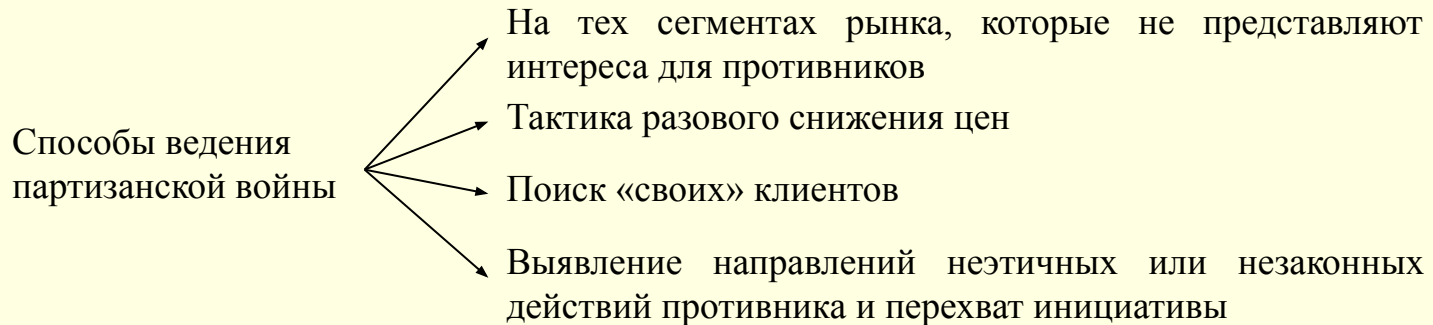 Способы ведения
партизанской войны
На тех сегментах рынка, которые не представляют
интереса для противников
Тактика разового снижения цен
Поиск «своих» клиентов
Выявление направлений неэтичных или незаконных
действий противника и перехват инициативы